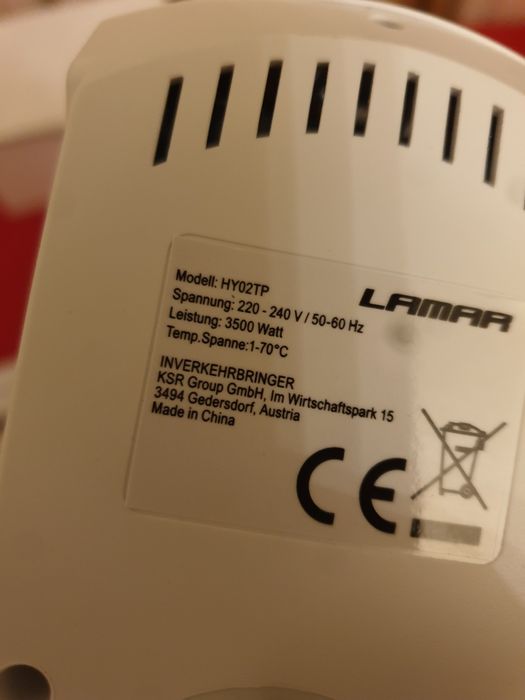 LAMAR
Modell: HY02TP
Spannung: 220 - 240 V / 50-60 Hz
Leistung: 3500 Watt
Temp.Spanne:1-70°C
INVERKEHRBRINGER
KSR Group GmbH, Im Wirtschaftspark 15
3494 Gedersdorf, Austria
Made in China
CE